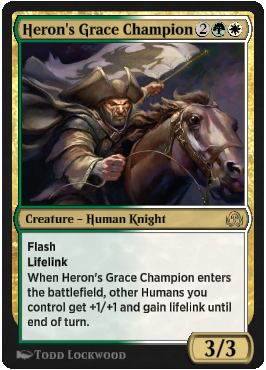 Heron's Grace Champion 2
Creature – Human Knight
Flash
Lifelink
When Heron's Grace Champion enters
the battlefield, other Humans you
control get +1/+1 and gain lifelink until
end of turn.
Todd Lockwood
3/3